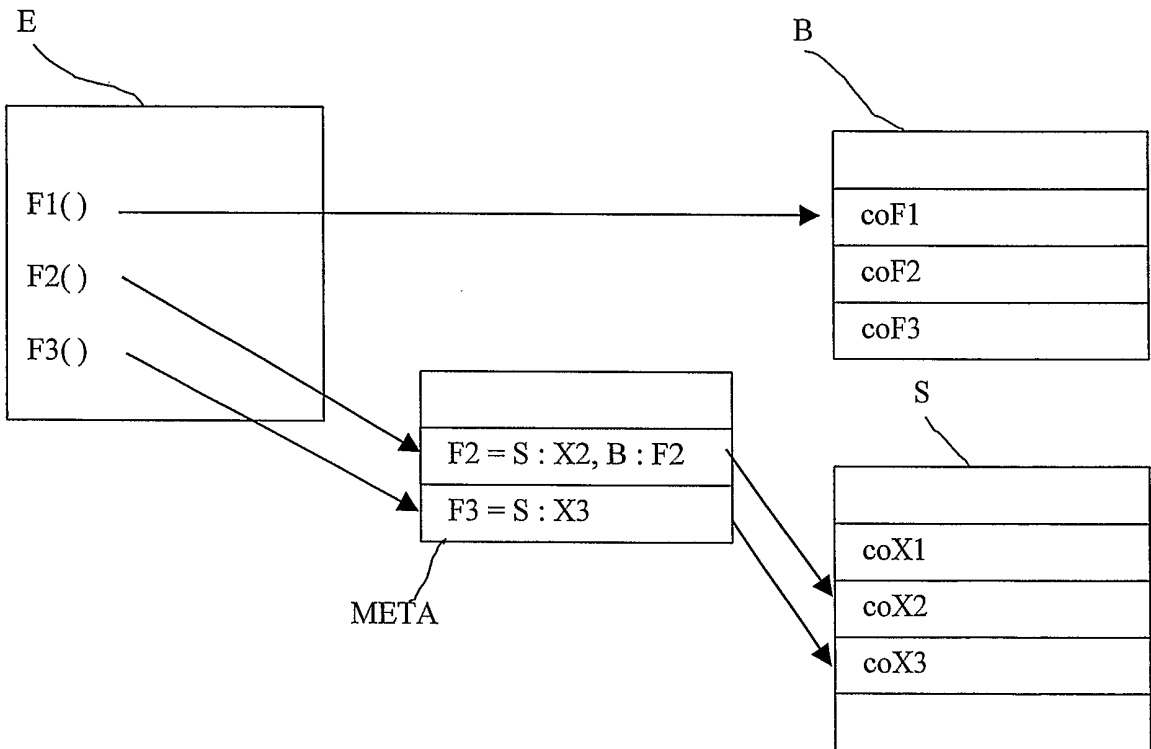 E
B
F1( )
F2( )
F3( )
coF1
coF2
coF3
S
F2 = S : X2, B : F2
F3 = S : X3
META
coX1
coX2
coX3